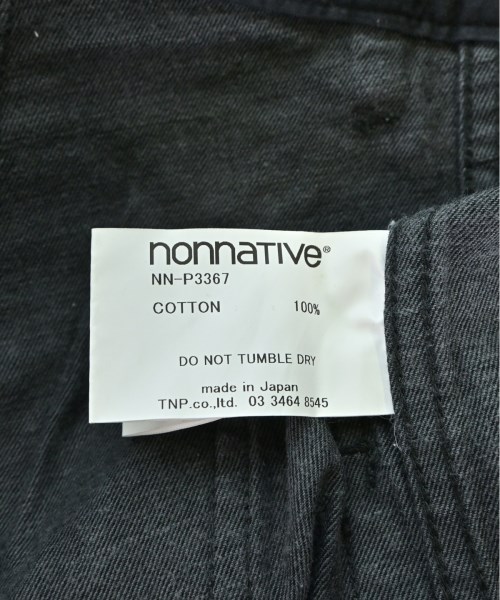 nonnative®
NN-P3367
COTTON 100%
DO NOT TUMBLE DRY
made in Japan
TNP.co.,ltd. 03 3464 8545